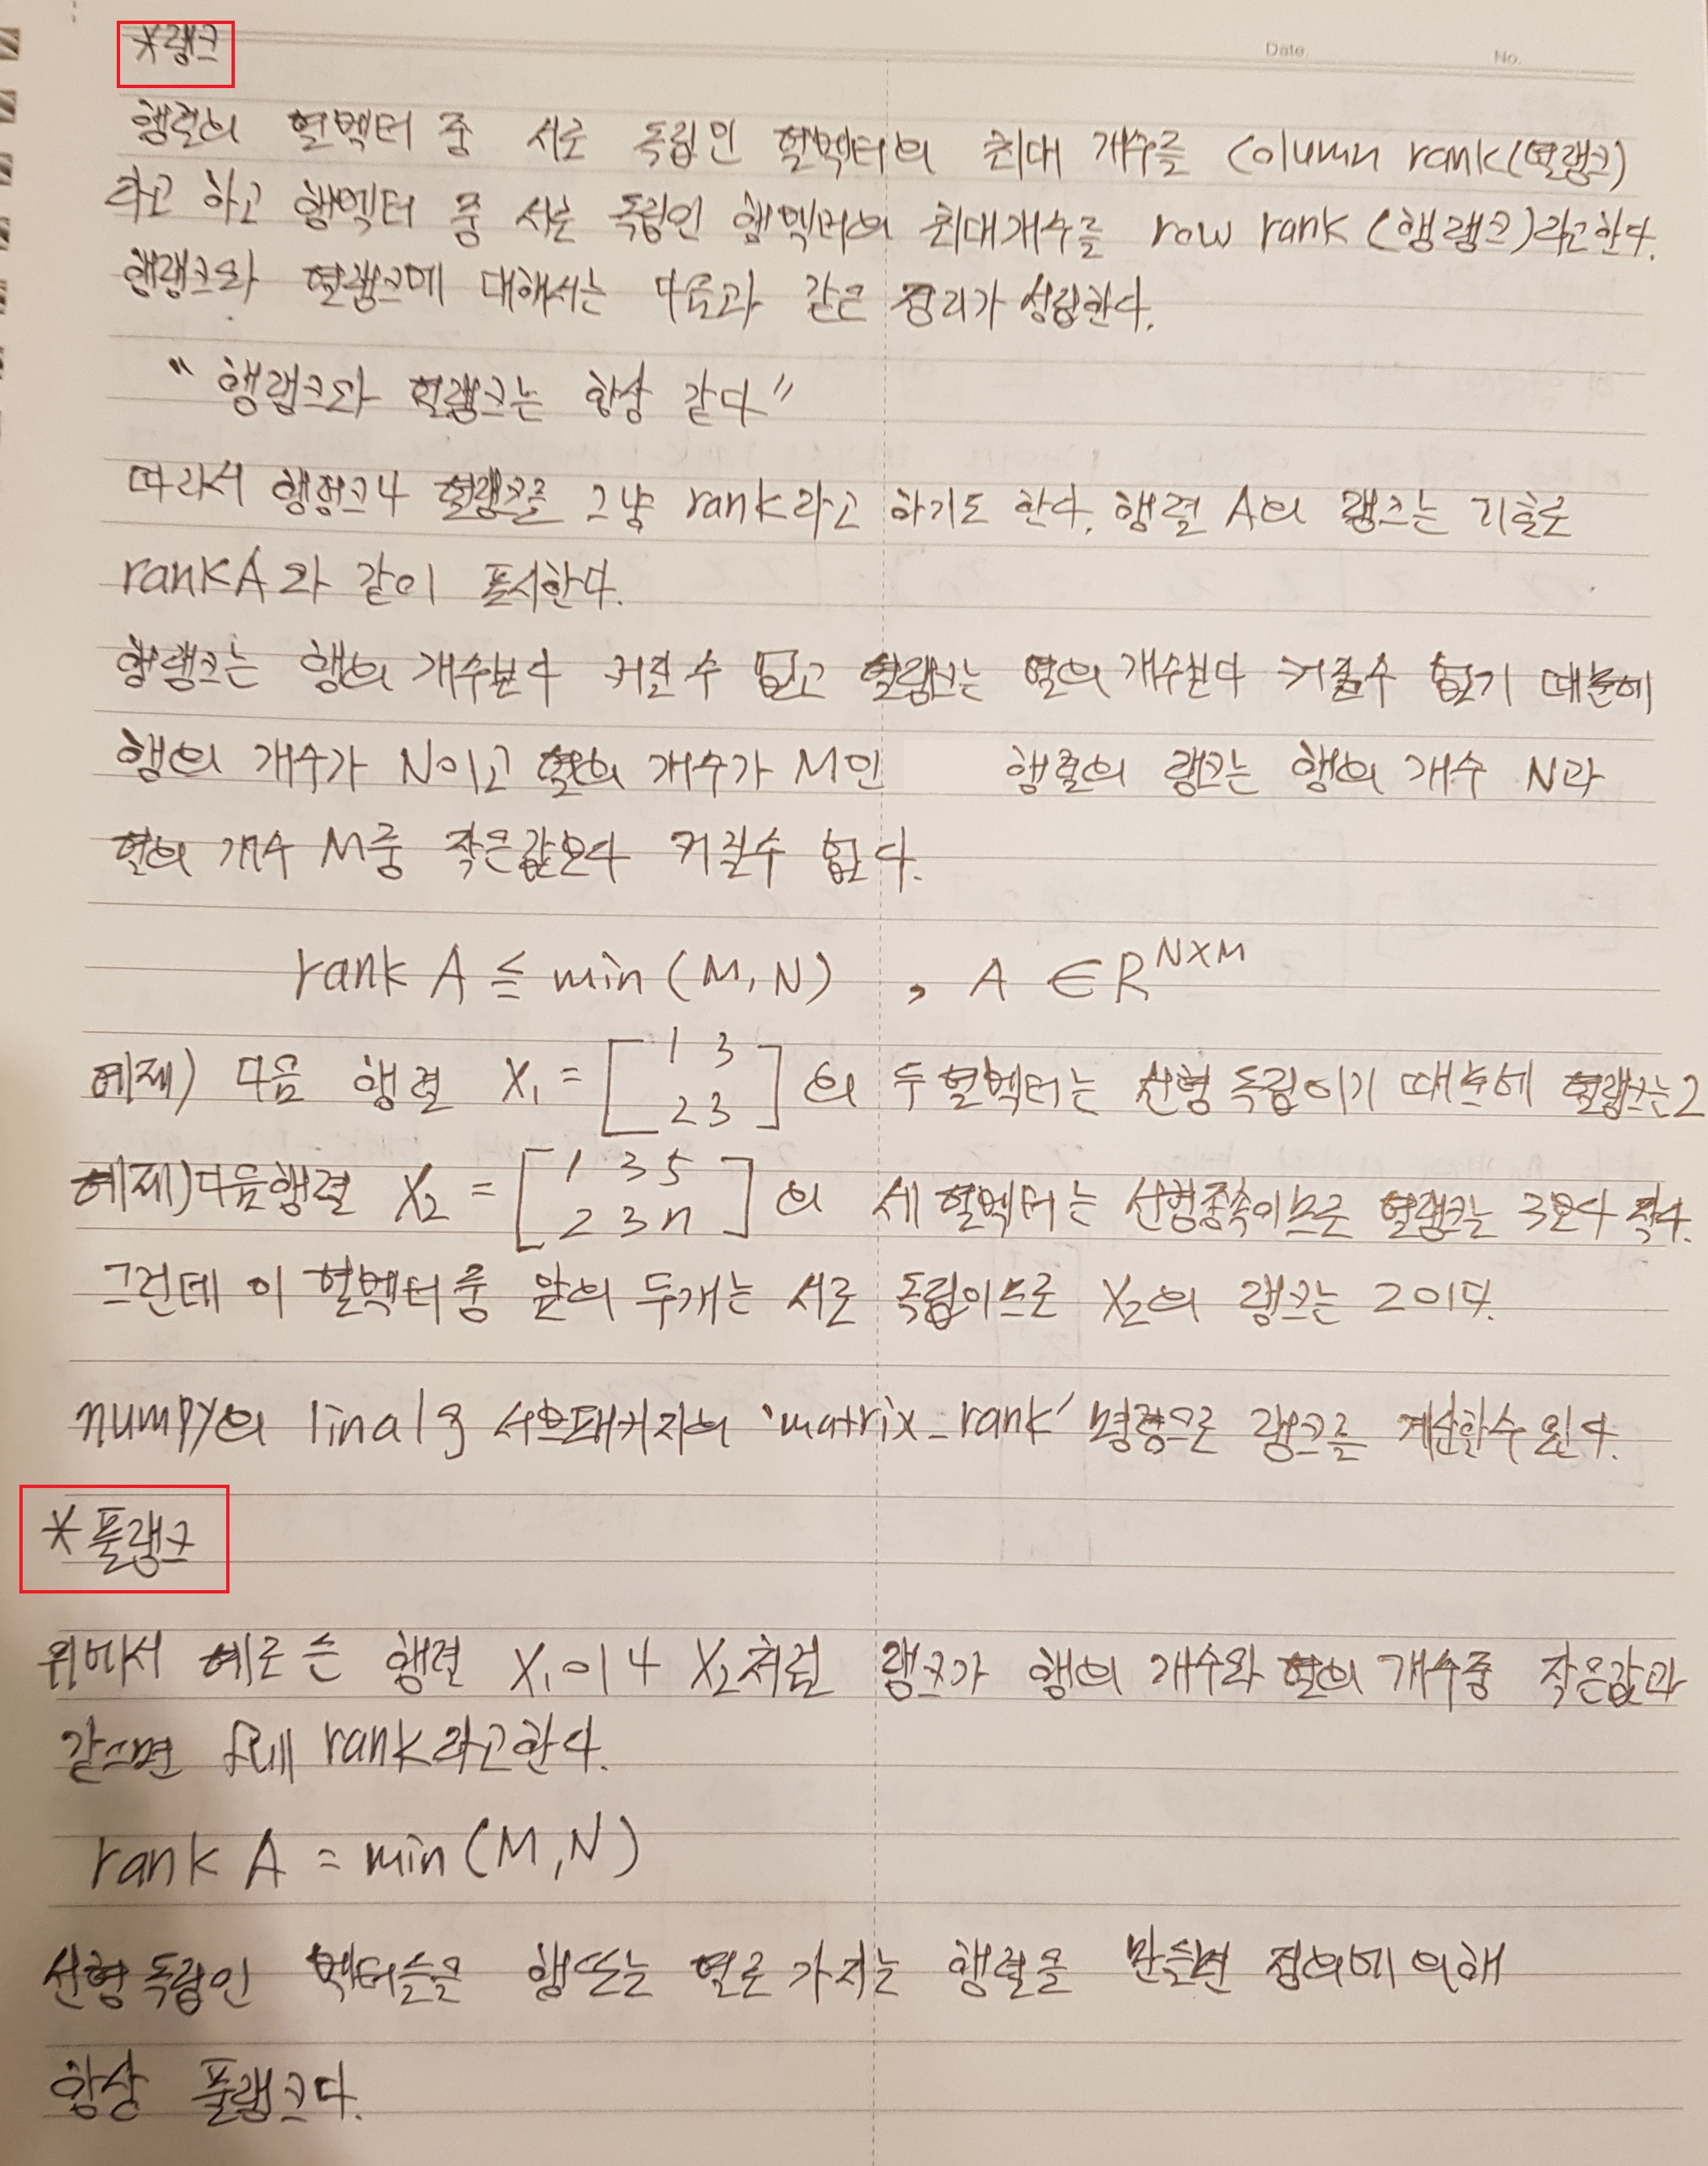 *랭크
Date.
No.
행렬의 열벡터 중 서로 독립인 열벡터의 최대 개수를 Column rank(열랭크)
라고 하고 행벡터 중 서로 독립인 행벡터의 최대개수를 row rank (행랭크)라고한다.
행랭크와 열랭크에 대해서는 다음과 같은 정리가 성립한다.
“ 행랭크와 열랭크는 항상 같다”
따라서 행랭크나 열랭크를 그냥 rank라고 하기도 한다. 행렬 A의 랭크는 기호로
rankA와 같이 표시한다.
행랭크는 행의 개수보다 커질 수 없고 열랭크는 열의 개수보다 커질수 없기 때문에
행의 개수가 N이고 열의 개수가 M인 행렬의 랭크는 행의 개수 N과
열의 개수 M중 작은값보다 커질수 없다.
rank A ≦ min (M, N) , A ∈ R^{N×M}
예제) 다음 행렬 X₁ = [1 3
2 3] 의 두 열벡터는 선형 독립이기 때문에 열랭크는2
예제)다음행렬 X₂ = [1 3 5
2 3 n] 의 세 열벡터는 선형종속이므로 열랭크는 3보다 작다.
그런데 이 열벡터 중 앞의 두개는 서로 독립이므로 X₂의 랭크는 2이다.
numpy의 linalg 서브패키지의 'matrix_rank' 명령으로 랭크를 계산할수 있다.
*풀랭크
위에서 예로 든 행렬 X₁이나 X₂처럼 랭크가 행의 개수와 열의 개수중 작은값과
같으면 full rank라고한다.
rank A = min (M, N)
선형독립인 벡터들을 행또는 열로 가지는 행렬을 만들면 정의에 의해
항상 풀랭크다.